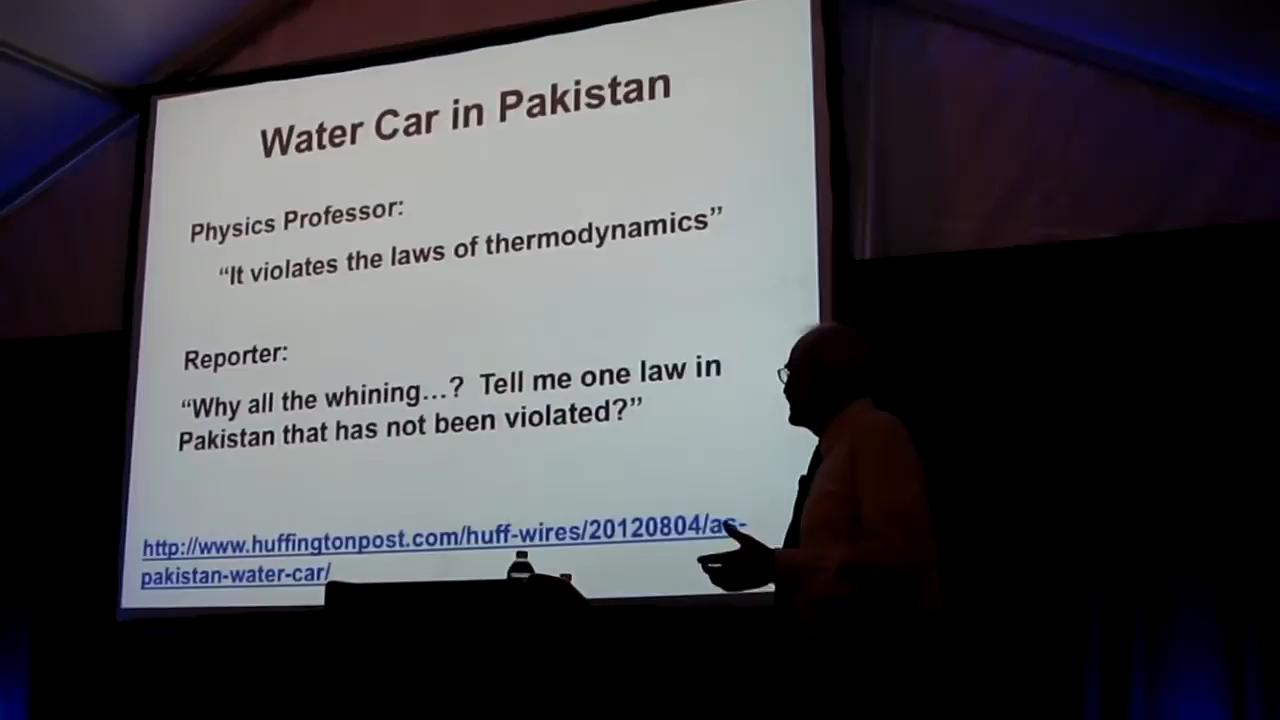 Water Car in Pakistan
Physics Professor:
“It violates the laws of thermodynamics”
Reporter:
“Why all the whining…? Tell me one law in
Pakistan that has not been violated?”
http://www.huffingtonpost.com/huff-wires/20120804/as-
pakistan-water-car/